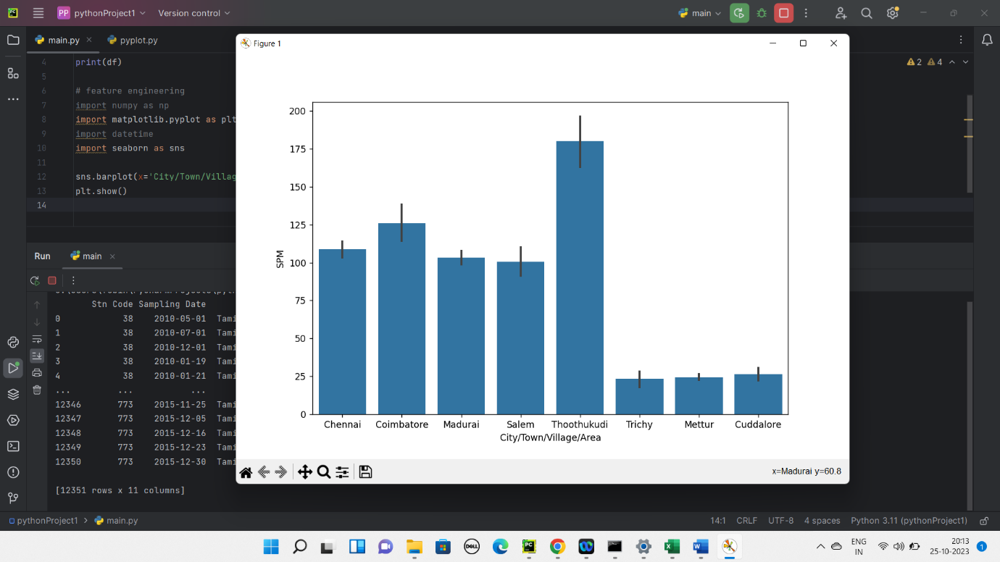 PC
PP pythonProject1 Version control main
main.py pyplot.py
4 print(df)
5
6 # feature engineering
7 import numpy as np
8 import matplotlib.pyplot as plt
9 import datetime
10 import seaborn as sns
11
12 sns.barplot(x='City/Town/Villag
13 plt.show()
14
2 4
Figure 1
200
175
150
125
100
75
50
25
0
SPM
Chennai Coimbatore Madurai Salem Thoothukudi Trichy Mettur Cuddalore
City/Town/Village/Area
x=Madurai y=60.8
Run main
Stn Code Sampling Date
0 38 2010-05-01 Tami
1 38 2010-07-01 Tami
2 38 2010-12-01 Tami
3 38 2010-01-19 Tami
4 38 2010-01-21 Tami
... ... ...
12346 773 2015-11-25 Tami
12347 773 2015-12-05 Tami
12348 773 2015-12-16 Tami
12349 773 2015-12-23 Tami
12350 773 2015-12-30 Tami
[12351 rows x 11 columns]
pythonProject1 > main.py 14:1 CRLF UTF-8 4 spaces Python 3.11 (pythonProject1)
DELL
PC
ENG
IN
20:13
25-10-2023
1